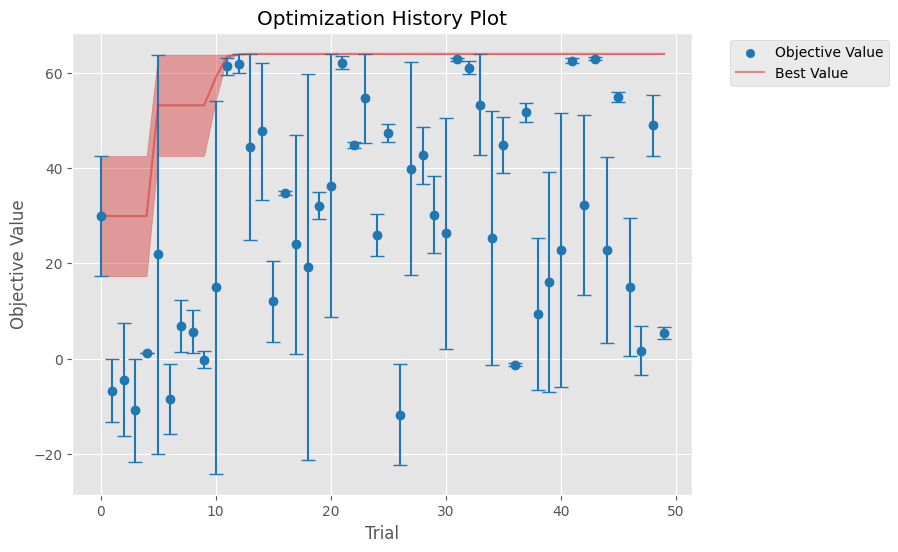 Optimization History Plot
Objective Value
Best Value
Objective Value
60
40
20
0
−20
0 10 20 30 40 50
Trial